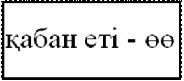 қабан еті - өө